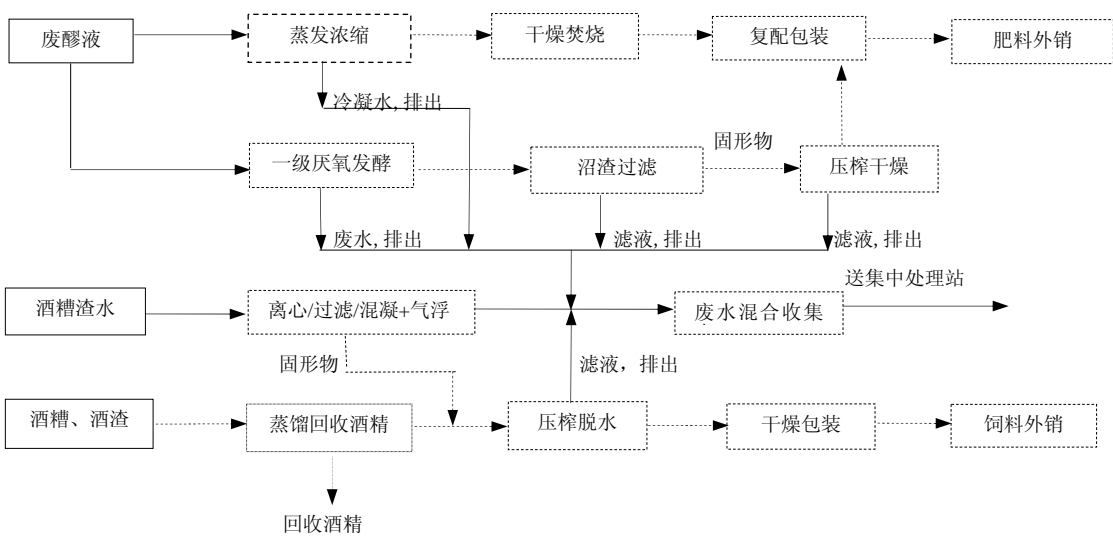 废醪液
蒸发浓缩
干燥焚烧
复配包装
肥料外销
冷凝水,排出
一级厌氧发酵
沼渣过滤
固形物
压榨干燥
废水,排出
滤液,排出
滤液,排出
送集中处理站
酒糟渣水
离心/过滤/混凝+气浮
废水混合收集
固形物
滤液，排出
酒糟、酒渣
蒸馏回收酒精
压榨脱水
干燥包装
饲料外销
回收酒精